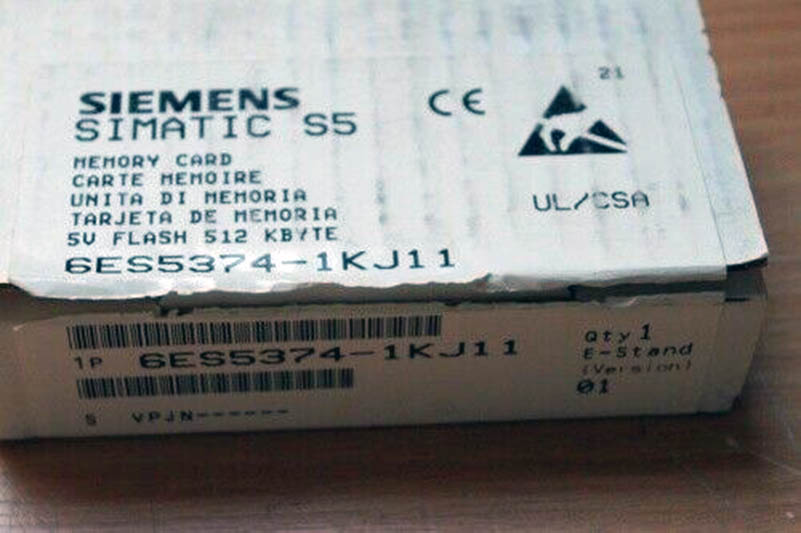 SIEMENS
SIMATIC S5
CE
21
MEMORY CARD
CARTE MEMOIRE
UNITA DI MEMORIA
TARJETA DE MEMORIA
5V FLASH 512 KBYTE
6ES5374-1KJ11
UL/CSA
1P 6ES5374-1KJ11
S VPJN------
Qty 1
E-Stand
(Version)
01